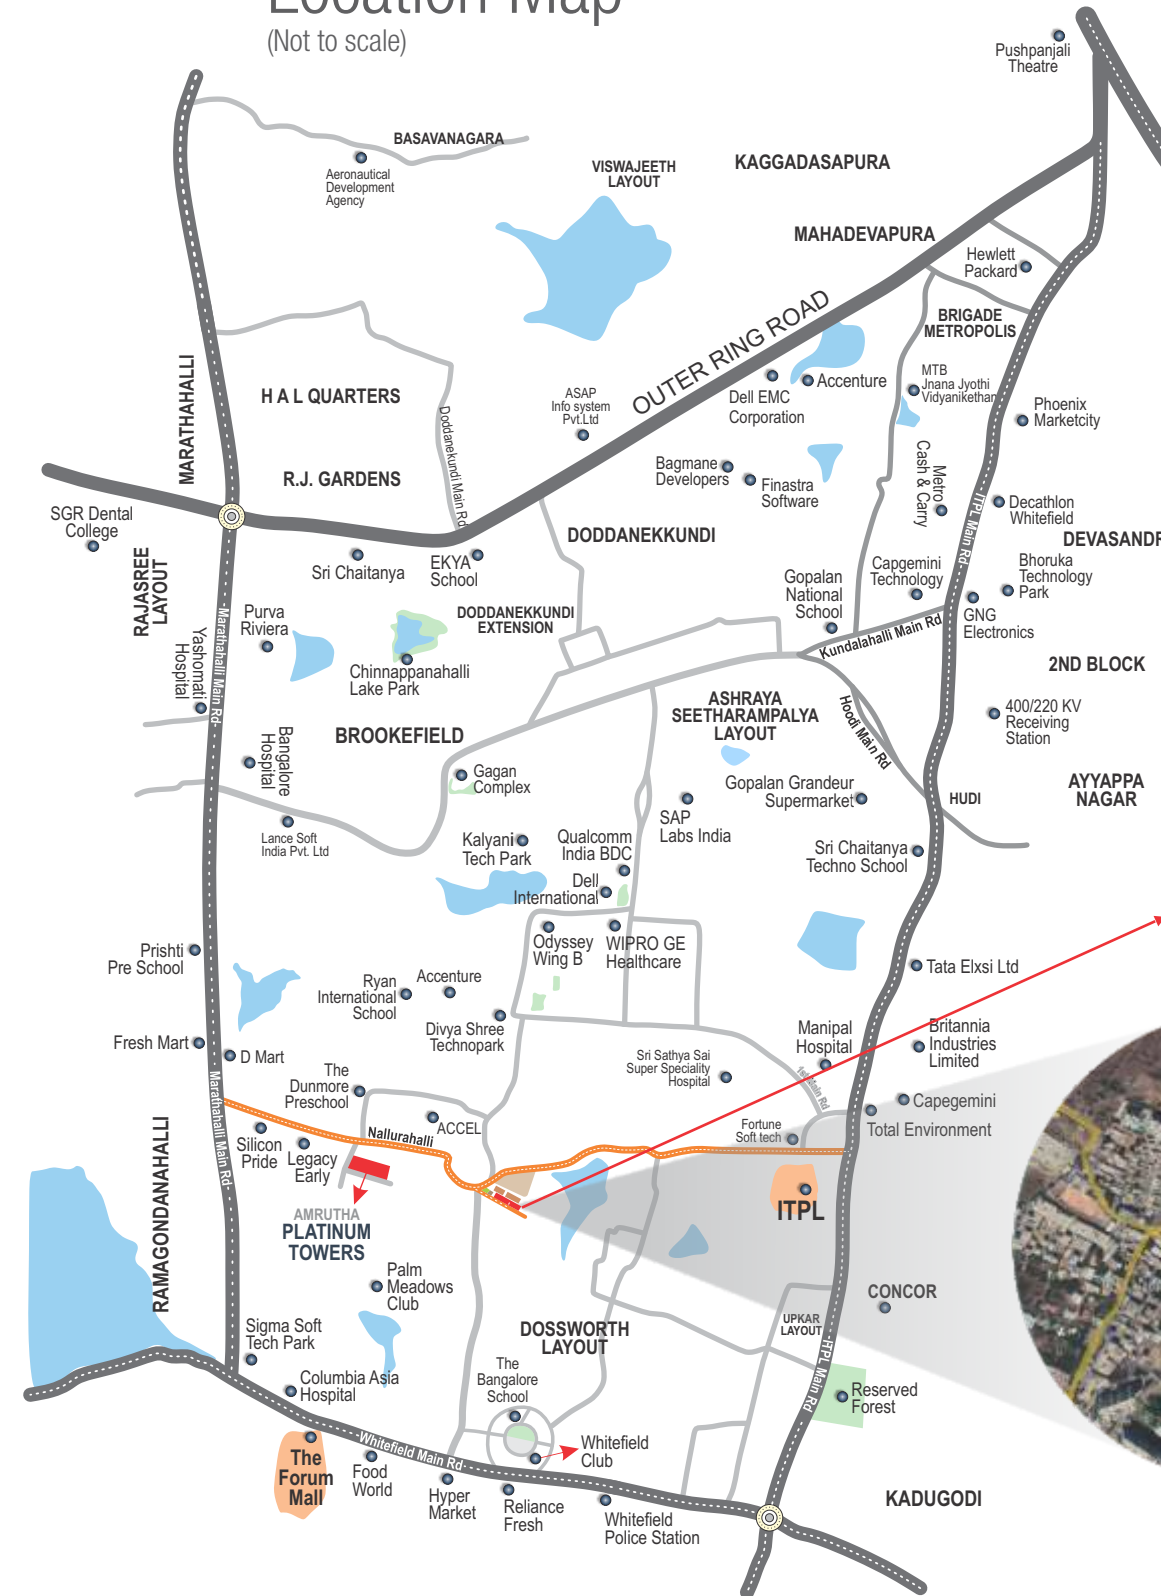 Location Map
(Not to scale)
Pushpanjali
Theatre
BASAVANAGARA
Aeronautical
Development
Agency
VISWAJEETH
LAYOUT
KAGGADASAPURA
MAHADEVAPURA
Hewlett
Packard
BRIGADE
METROPOLIS
OUTER RING ROAD
MARATHAHALLI
H A L QUARTERS
Doddanekundi Main Rd
ASAP
Info system
Pvt.Ltd
Dell EMC
Corporation
Accenture
MTB
Jnana Jyothi
Vidyanikethan
Phoenix
Marketcity
R.J. GARDENS
Bagmane
Developers
Finastra
Software
Metro
Cash & Carry
ITPL Main Rd
Decathlon
Whitefield
SGR Dental
College
DODDANEKKUNDI
DEVASANDR
RAJASREE
LAYOUT
Sri Chaitanya
EKYA
School
Gopalan
National
School
Capgemini
Technology
Bhoruka
Technology
Park
GNG
Electronics
Purva
Riviera
DODDANEKKUNDI
EXTENSION
Kundalahalli Main Rd
Marathahalli Main Rd
Yashomati
Hospital
Chinnappanahalli
Lake Park
2ND BLOCK
ASHRAYA
SEETHARAMPALYA
LAYOUT
Hoodi Main Rd
400/220 KV
Receiving
Station
BROOKEFIELD
Bangalore
Hospital
Gagan
Complex
Gopalan Grandeur
Supermarket
HUDI
AYYAPPA
NAGAR
SAP
Labs India
Lance Soft
India Pvt. Ltd
Kalyani
Tech Park
Qualcomm
India BDC
Sri Chaitanya
Techno School
Dell
International
Odyssey
Wing B
WIPRO GE
Healthcare
Prishti
Pre School
Tata Elxsi Ltd
Ryan
International
School
Accenture
Divya Shree
Technopark
Manipal
Hospital
Britannia
Industries
Limited
Fresh Mart
D Mart
The
Dunmore
Preschool
Sri Sathya Sai
Super Speciality
Hospital
1st Main Rd
Capegemini
Marathahalli Main Rd
ACCEL
Fortune
Soft tech
Total Environment
Silicon
Pride
Legacy
Early
Nallurahalli
RAMAGONDANAHALLI
AMRUTHA
PLATINUM
TOWERS
ITPL
Palm
Meadows
Club
CONCOR
UPKAR
LAYOUT
Sigma Soft
Tech Park
DOSSWORTH
LAYOUT
ITPL Main Rd
The
Bangalore
School
Columbia Asia
Hospital
Reserved
Forest
Whitefield Main Rd
Whitefield
Club
The
Forum
Mall
Food
World
Hyper
Market
Reliance
Fresh
Whitefield
Police Station
KADUGODI